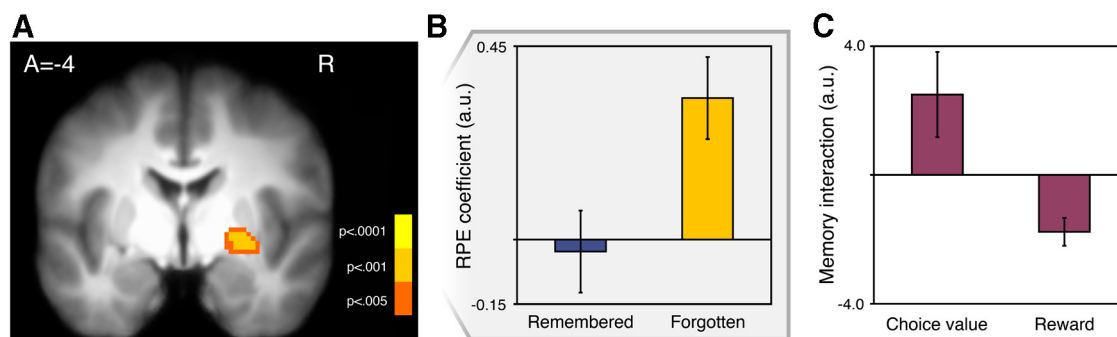 A
A=-4
R
p<.0001
p<.001
p<.005
B
RPE coefficient (a.u.)
0.45
-0.15
Remembered
Forgotten
C
Memory interaction (a.u.)
4.0
-4.0
Choice value
Reward